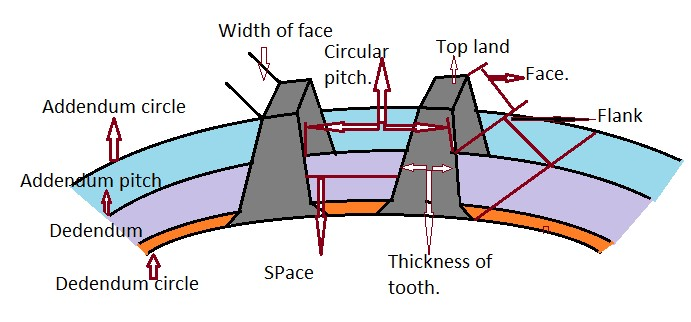 Width of face
Circular
pitch.
Top land
Face.
Addendum circle
Flank
Addendum pitch
Dedendum
SPace
Thickness of
tooth.
Dedendum circle